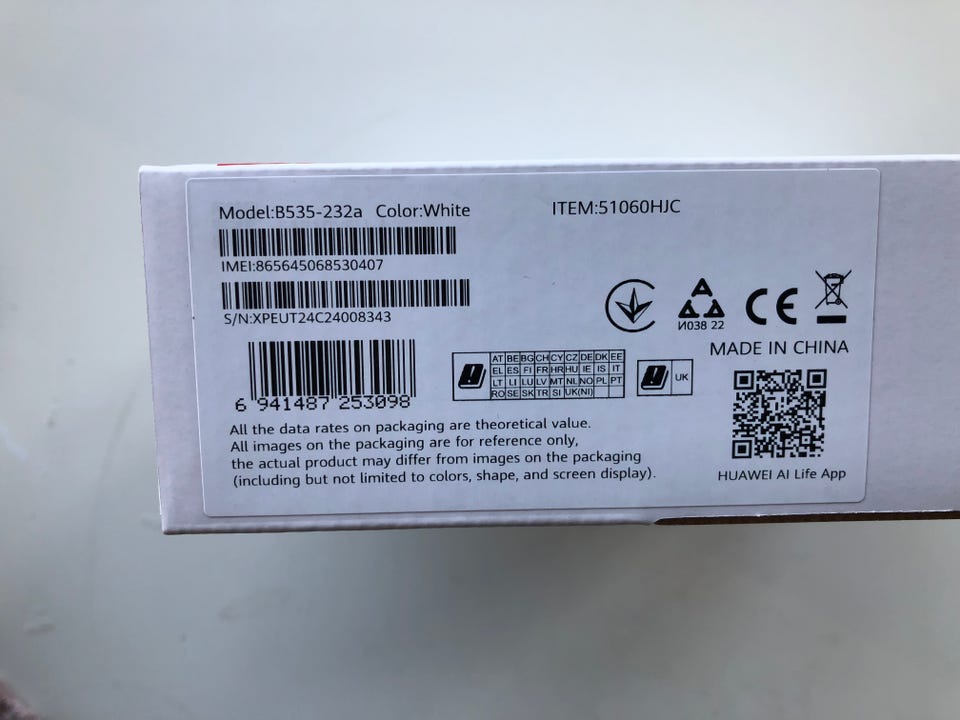 Model:B535-232a Color:White
ITEM:51060HJC
IMEI:865645068530407
S/N:XPEUT24C24008343
И038 22
CE
MADE IN CHINA
6 941487 253098
AT BE BG CH CY CZ DE DK EE
EL ES FI FR HR HU IE IS IT
LT LI LU LV MT NL NO PL PT
RO SE SK TR SI UK(NI)
UK
All the data rates on packaging are theoretical value.
All images on the packaging are for reference only,
the actual product may differ from images on the packaging
(including but not limited to colors, shape, and screen display).
HUAWEI AI Life App